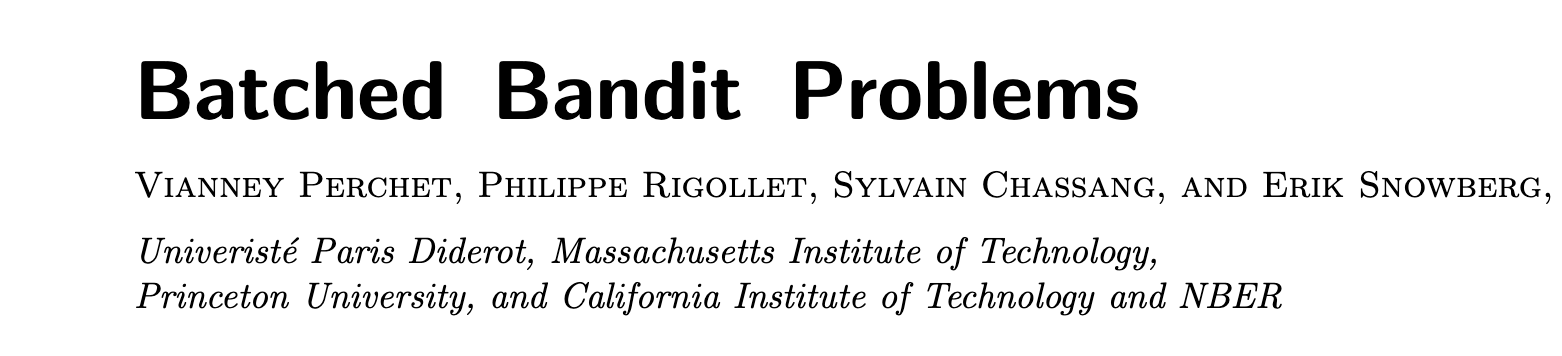 Batched Bandit Problems
Vianney Perchet, Philippe Rigollet, Sylvain Chassang, and Erik Snowberg,
Univeristé Paris Diderot, Massachusetts Institute of Technology,
Princeton University, and California Institute of Technology and NBER